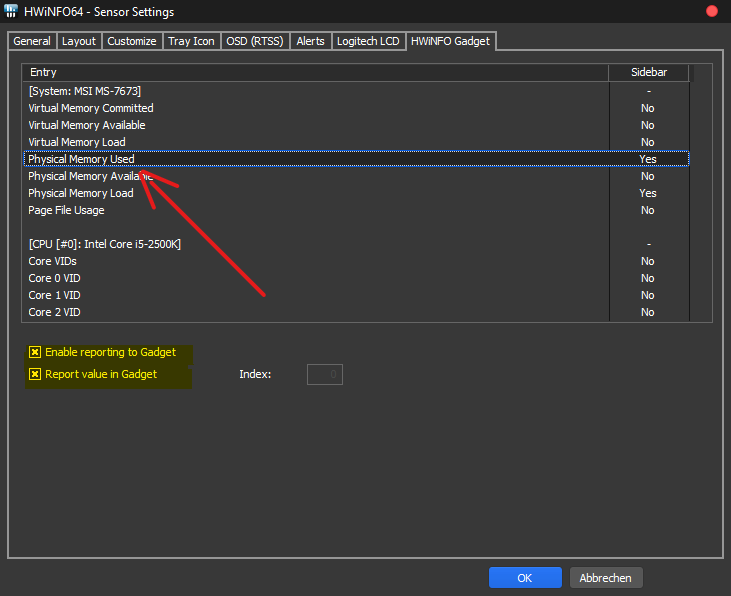 HWiNFO64 - Sensor Settings
General Layout Customize Tray Icon OSD (RTSS) Alerts Logitech LCD HWiNFO Gadget
Entry Sidebar
[System: MSI MS-7673] -
Virtual Memory Committed No
Virtual Memory Available No
Virtual Memory Load No
Physical Memory Used Yes
Physical Memory Available No
Physical Memory Load Yes
Page File Usage No
[CPU [#0]: Intel Core i5-2500K] -
Core VIDs No
Core 0 VID No
Core 1 VID No
Core 2 VID No
Enable reporting to Gadget
Report value in Gadget Index: 0
OK Abbrechen